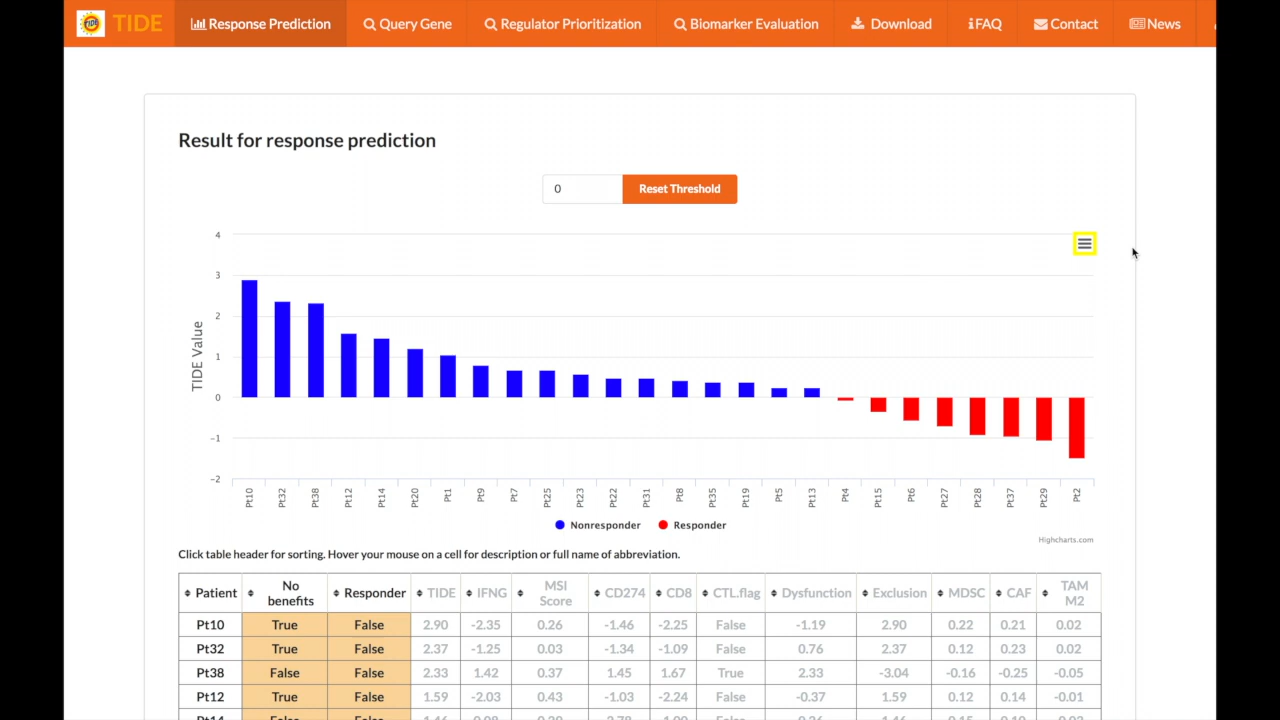 TIDE Response Prediction Query Gene Regulator Prioritization Biomarker Evaluation Download FAQ Contact News
Result for response prediction
0 Reset Threshold
4
3
2
1
0
-1
-2
TIDE Value
Pt10 Pt32 Pt38 Pt12 Pt14 Pt20 Pt1 Pt9 Pt7 Pt25 Pt23 Pt22 Pt31 Pt8 Pt35 Pt19 Pt5 Pt13 Pt4 Pt15 Pt6 Pt27 Pt28 Pt37 Pt29 Pt2
Nonresponder Responder
Highcharts.com
Click table header for sorting. Hover your mouse on a cell for description or full name of abbreviation.
Patient No benefits Responder TIDE IFNG MSI Score CD274 CD8 CTL.flag Dysfunction Exclusion MDSC CAF TAM M2
Pt10 True False 2.90 -2.35 0.26 -1.46 -2.25 False -1.19 2.90 0.22 0.21 0.02
Pt32 True False 2.37 -1.25 0.03 -1.34 -1.09 False 0.76 2.37 0.12 0.23 0.02
Pt38 False False 2.33 1.42 0.37 1.45 1.67 True 2.33 -3.04 -0.16 -0.25 -0.05
Pt12 True False 1.59 -2.03 0.43 -1.03 -2.24 False -0.37 1.59 0.12 0.14 -0.01